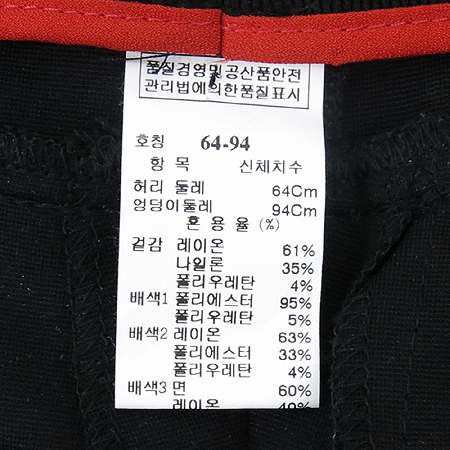 품질경영및공산품안전
관리법에의한품질표시
호칭 64-94
항 목 신체치수
허리 둘레 64Cm
엉덩이둘레 94Cm
혼 용 율 (%)
겉감 레이온 61%
나일론 35%
폴리우레탄 4%
배색1 폴리에스터 95%
폴리우레탄 5%
배색2 레이온 63%
폴리에스터 33%
폴리우레탄 4%
배색3 면 60%
레이온 40%